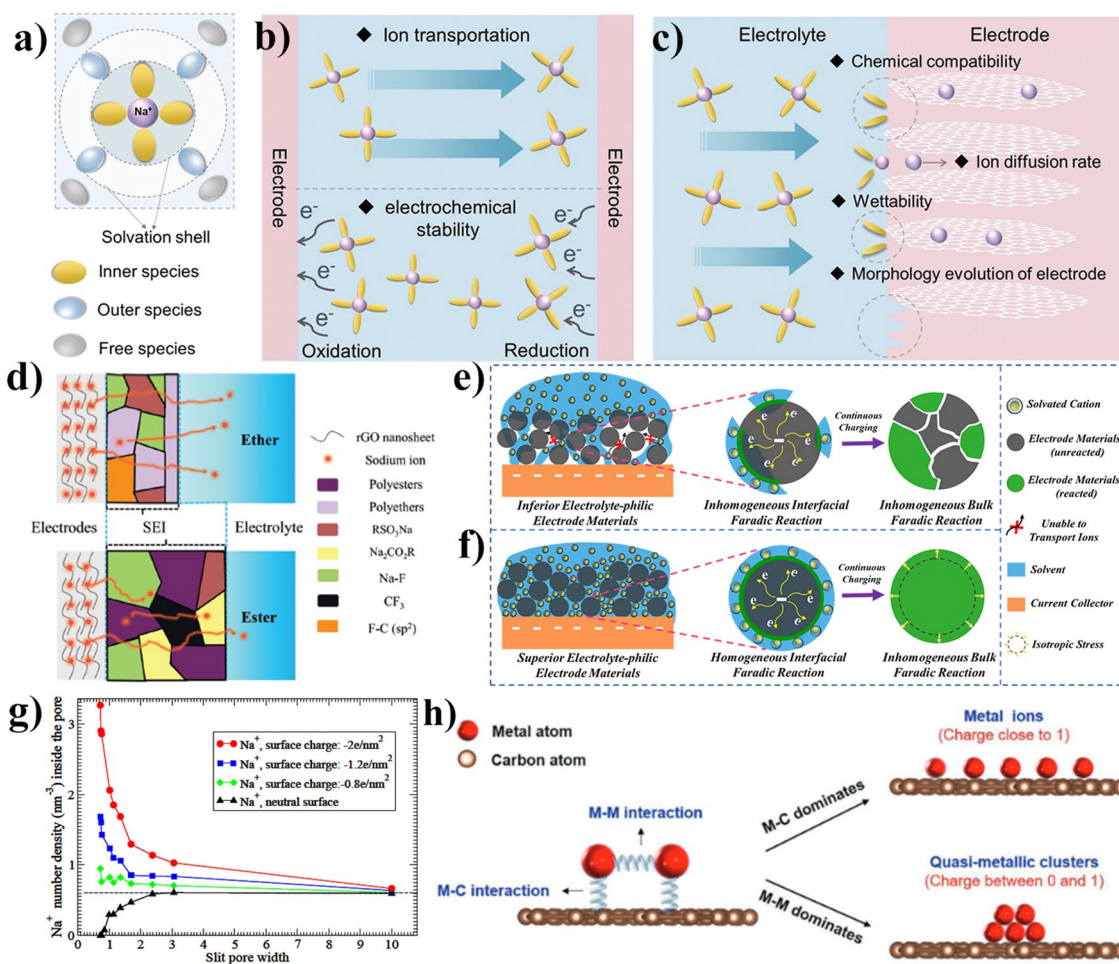 a)
Na⁺
Solvation shell
Inner species
Outer species
Free species
b)
◆ Ion transportation
Electrode
Electrode
◆ electrochemical
stability
e⁻
e⁻
e⁻
e⁻
e⁻
e⁻
Oxidation
Reduction
c)
Electrolyte
Electrode
◆ Chemical compatibility
◆ Ion diffusion rate
◆ Wettability
◆ Morphology evolution of electrode
d)
Ether
Electrodes
SEI
Electrolyte
Ester
rGO nanosheet
Sodium ion
Polyesters
Polyethers
RSO₃Na
Na₂CO₃R
Na-F
CF₃
F-C (sp²)
e)
Inferior Electrolyte-philic
Electrode Materials
e
e
e
e
Inhomogeneous Interfacial
Faradic Reaction
Continuous
Charging
Inhomogeneous Bulk
Faradic Reaction
f)
Superior Electrolyte-philic
Electrode Materials
e
e
e
e
Homogeneous Interfacial
Faradic Reaction
Continuous
Charging
Inhomogeneous Bulk
Faradic Reaction
Solvated Cation
Electrode Materials
(unreacted)
Electrode Materials
(reacted)
Unable to
Transport Ions
Solvent
Current Collector
Isotropic Stress
g)
Na⁺ number density (nm⁻³) inside the pore
3
2
1
0
Na⁺, surface charge: -2e/nm²
Na⁺, surface charge: -1.2e/nm²
Na⁺, surface charge:-0.8e/nm²
Na⁺, neutral surface
0 1 2 3 4 5 6 7 8 9 10
Slit pore width
h)
Metal atom
Carbon atom
M-M interaction
M-C interaction
M-C dominates
M-M dominates
Metal ions
(Charge close to 1)
Quasi-metallic clusters
(Charge between 0 and 1)